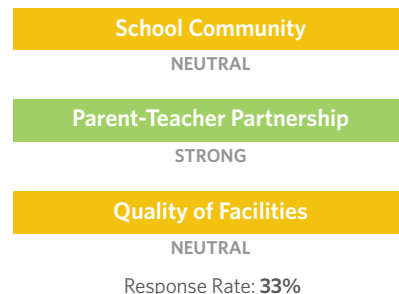 School Community
NEUTRAL
Parent-Teacher Partnership
STRONG
Quality of Facilities
NEUTRAL
Response Rate: 33%